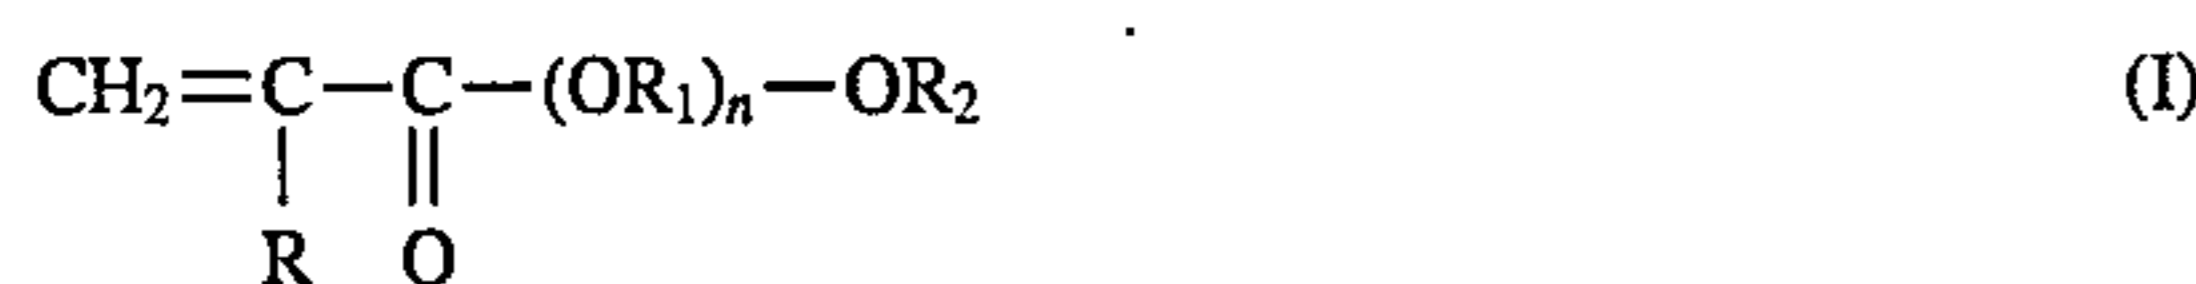 CH₂=C—C—(OR₁)ₙ—OR₂ (I)
R O